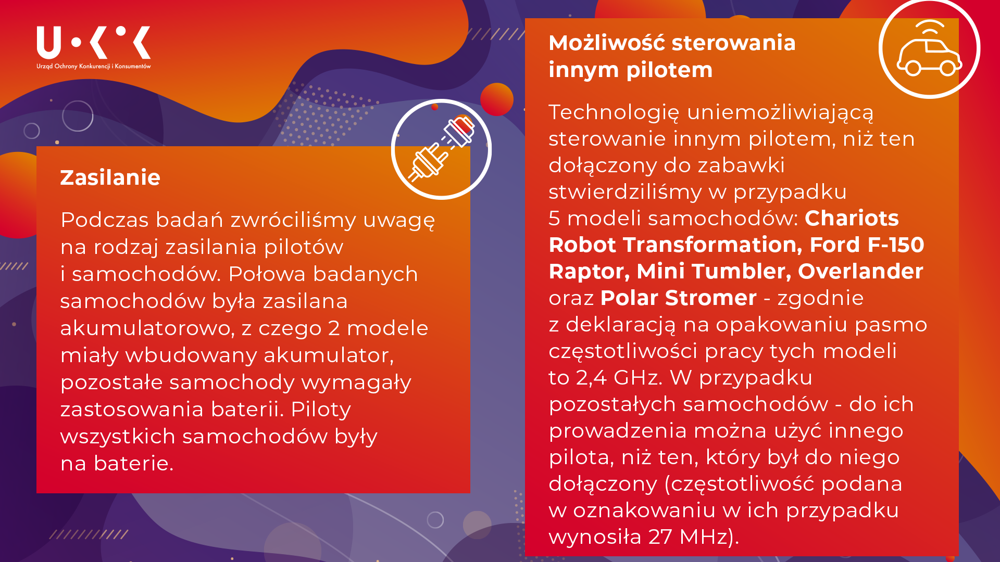 UOKiK
Urząd Ochrony Konkurencji i Konsumentów
Zasilanie
Podczas badań zwróciliśmy uwagę
na rodzaj zasilania pilotów
i samochodów. Połowa badanych
samochodów była zasilana
akumulatorowo, z czego 2 modele
miały wbudowany akumulator,
pozostałe samochody wymagały
zastosowania baterii. Piloty
wszystkich samochodów były
na baterie.
Możliwość sterowania
innym pilotem
Technologię uniemożliwiającą
sterowanie innym pilotem, niż ten
dołączony do zabawki
stwierdziliśmy w przypadku
5 modeli samochodów: Chariots
Robot Transformation, Ford F-150
Raptor, Mini Tumbler, Overlander
oraz Polar Stromer - zgodnie
z deklaracją na opakowaniu pasmo
częstotliwości pracy tych modeli
to 2,4 GHz. W przypadku
pozostałych samochodów - do ich
prowadzenia można użyć innego
pilota, niż ten, który był do niego
dołączony (częstotliwość podana
w oznakowaniu w ich przypadku
wynosiła 27 MHz).